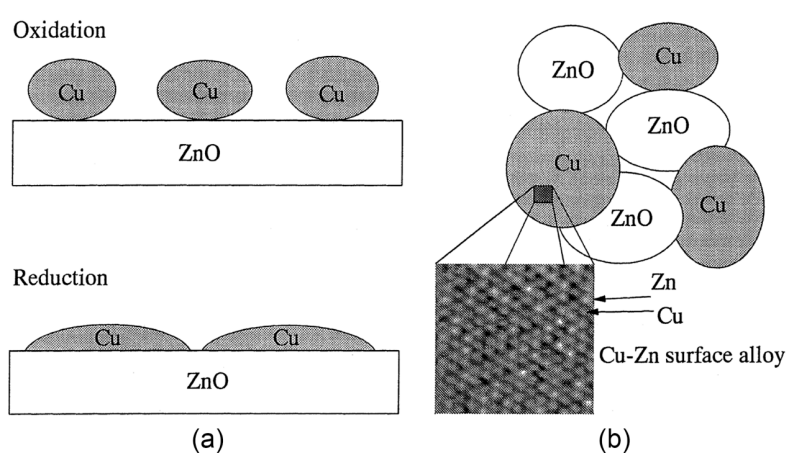 Oxidation
Cu
Cu
Cu
ZnO
Reduction
Cu
Cu
ZnO
(a)
ZnO
Cu
ZnO
Cu
ZnO
Cu
Zn
Cu
Cu-Zn surface alloy
(b)